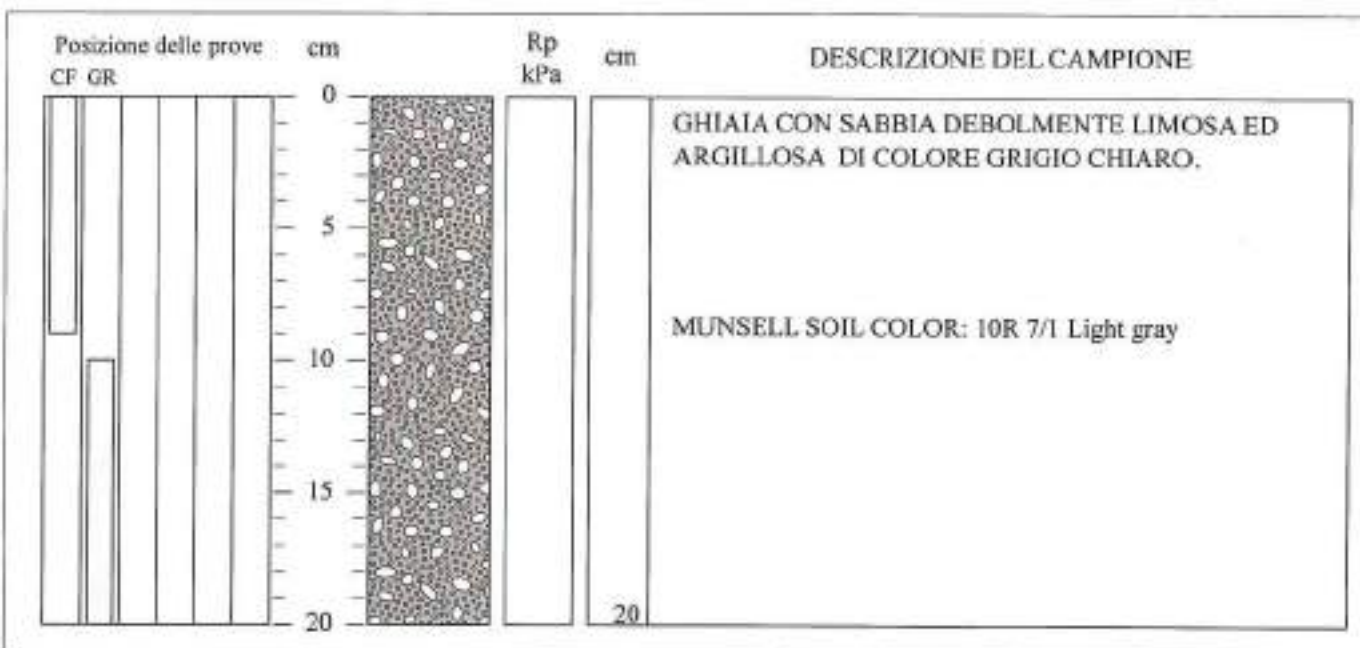 Posizione delle prove
CF GR
cm
Rp
kPa
cm
DESCRIZIONE DEL CAMPIONE
0
5
10
15
20
20
GHIAIA CON SABBIA DEBOLMENTE LIMOSA ED
ARGILLOSA DI COLORE GRIGIO CHIARO.
MUNSELL SOIL COLOR: 10R 7/1 Light gray